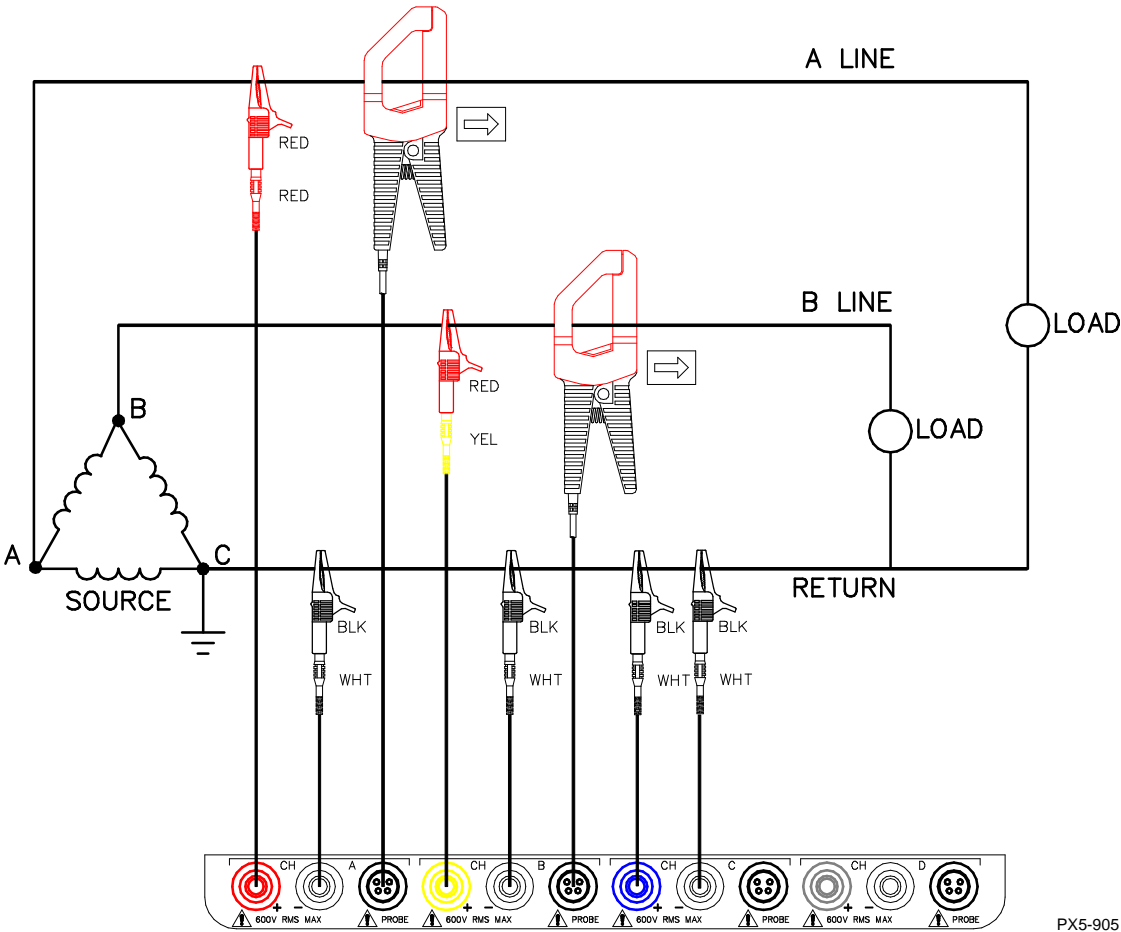 A LINE
RED
RED
B LINE
LOAD
RED
YEL
B
LOAD
A
C
SOURCE
RETURN
BLK
BLK
BLK
BLK
WHT
WHT
WHT
WHT
CH A CH B CH C CH D
+ − + − + − + −
600V RMS MAX PROBE 600V RMS MAX PROBE 600V RMS MAX PROBE 600V RMS MAX PROBE
PX5-905